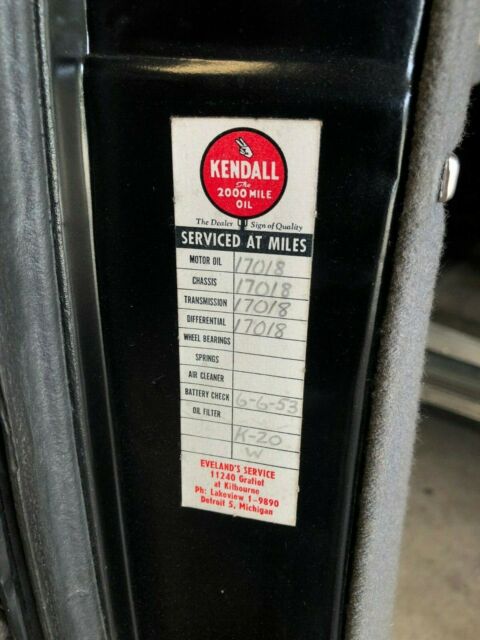 KENDALL
The
2000 MILE
OIL
The Dealer Sign of Quality
SERVICED AT MILES
MOTOR OIL 17018
CHASSIS 17018
TRANSMISSION 17018
DIFFERENTIAL 17018
WHEEL BEARINGS
SPRINGS
AIR CLEANER
BATTERY CHECK 6-6-53
OIL FILTER
K-20
W
EVELAND'S SERVICE
11240 Gratiot
at Kilbourne
Ph: Lakeview 1-9890
Detroit 5, Michigan